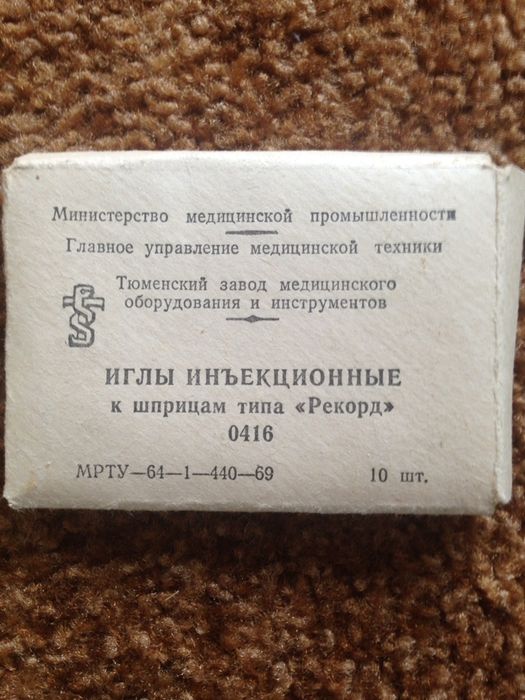 Министерство медицинской промышленности
Главное управление медицинской техники
Тюменский завод медицинского
оборудования и инструментов
ИГЛЫ ИНЪЕКЦИОННЫЕ
к шприцам типа «Рекорд»
0416
МРТУ—64—1—440—69 10 шт.